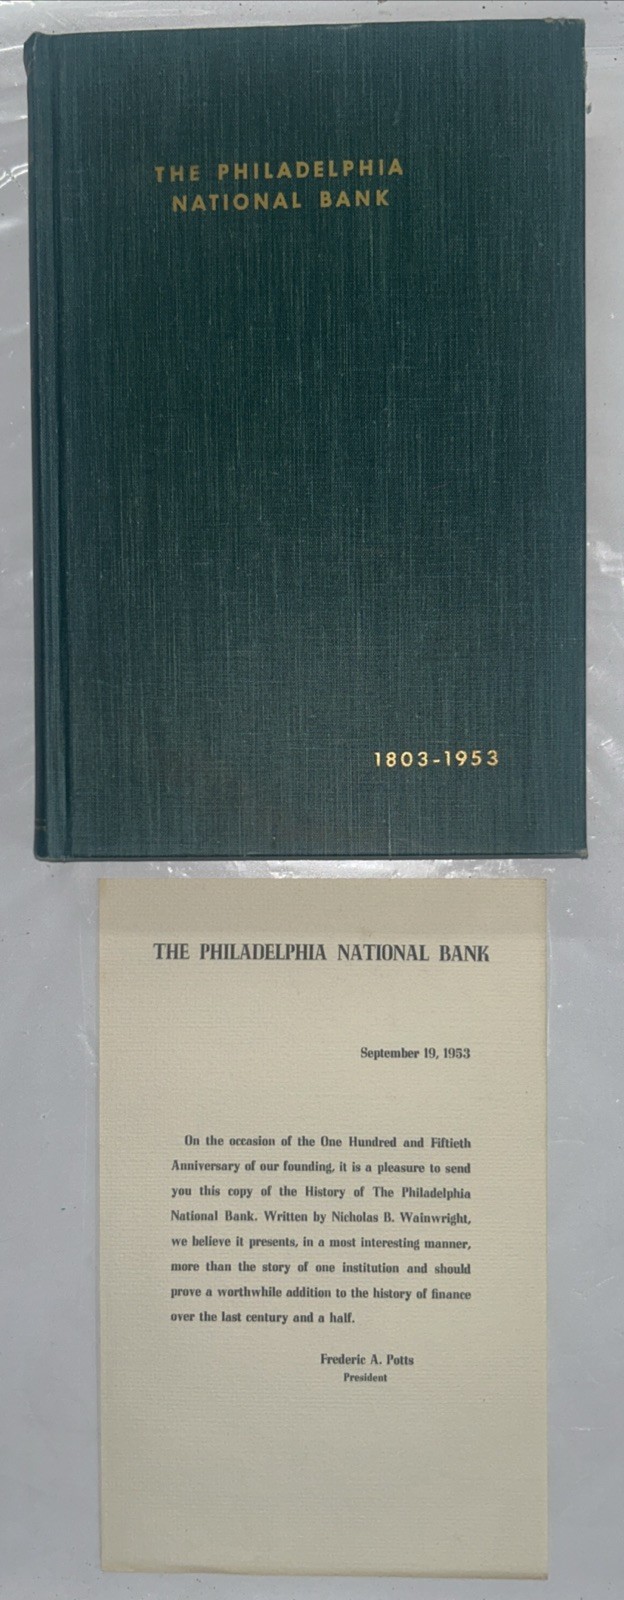 THE PHILADELPHIA
NATIONAL BANK
1803-1953
THE PHILADELPHIA NATIONAL BANK
September 19, 1953
On the occasion of the One Hundred and Fiftieth
Anniversary of our founding, it is a pleasure to send
you this copy of the History of The Philadelphia
National Bank. Written by Nicholas B. Wainwright,
we believe it presents, in a most interesting manner,
more than the story of one institution and should
prove a worthwhile addition to the history of finance
over the last century and a half.
Frederic A. Potts
President